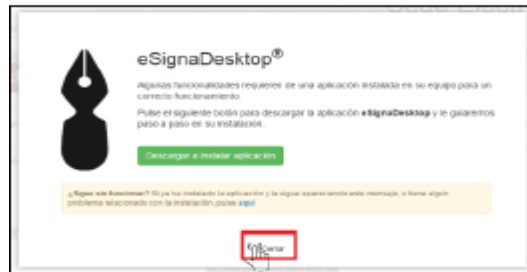 eSignaDesktop®
Algunas funcionalidades requieren de una aplicación instalada en su equipo para un
correcto funcionamiento.
Pulse el siguiente botón para descargar la aplicación eSignaDesktop y le guiaremos
paso a paso en su instalación.
Descargar e instalar aplicación
¿Sigue sin funcionar? Si ya ha instalado la aplicación y le sigue apareciendo este mensaje, o tiene algún
problema relacionado con la instalación, pulse aquí